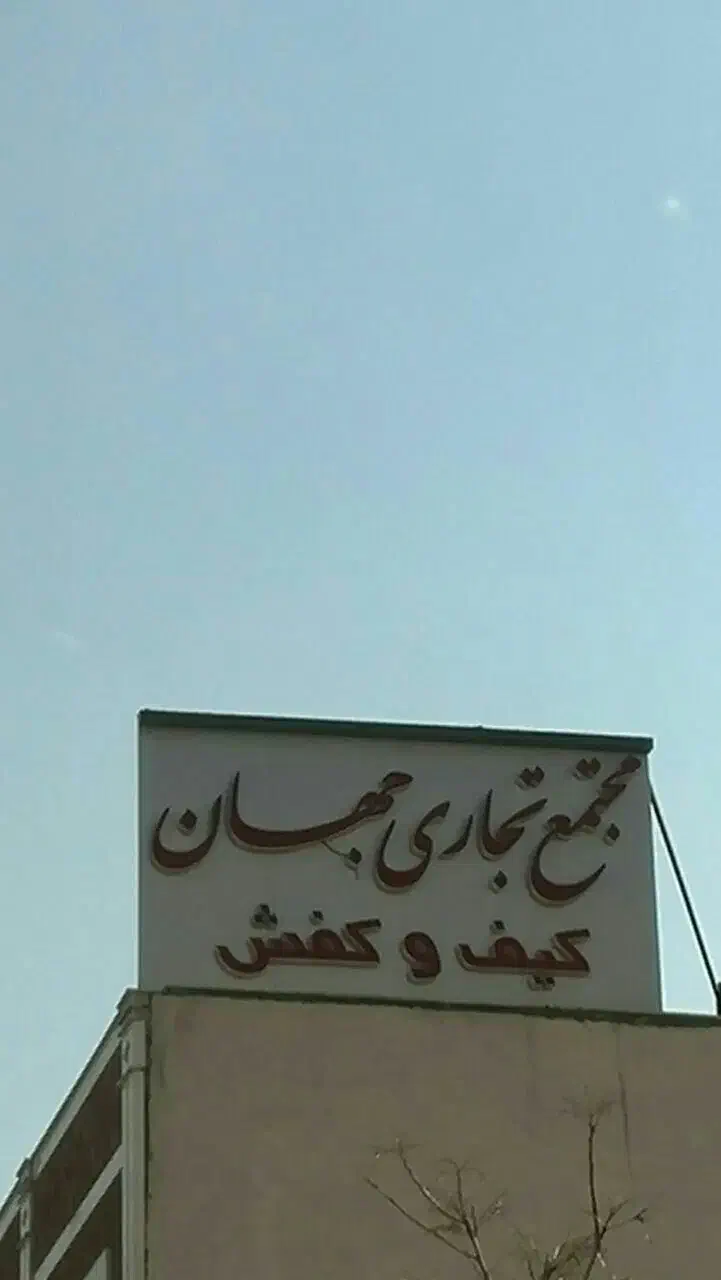 مجتمع تجاری جهان
کیف و کفش